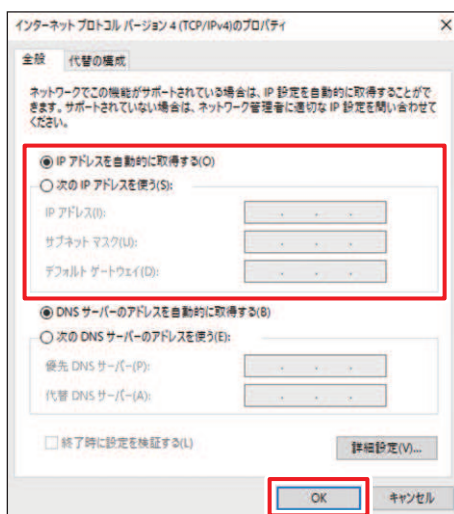 インターネット プロトコル バージョン 4 (TCP/IPv4)のプロパティ
全般
代替の構成
ネットワークでこの機能がサポートされている場合は、IP 設定を自動的に取得することがで
きます。サポートされていない場合は、ネットワーク管理者に適切な IP 設定を問い合わせて
ください。
IP アドレスを自動的に取得する(O)
次の IP アドレスを使う(S):
IP アドレス(I):
サブネット マスク(U):
デフォルト ゲートウェイ(D):
DNS サーバーのアドレスを自動的に取得する(B)
次の DNS サーバーのアドレスを使う(E):
優先 DNS サーバー(P):
代替 DNS サーバー(A):
終了時に設定を検証する(L)
詳細設定(V)...
OK
キャンセル